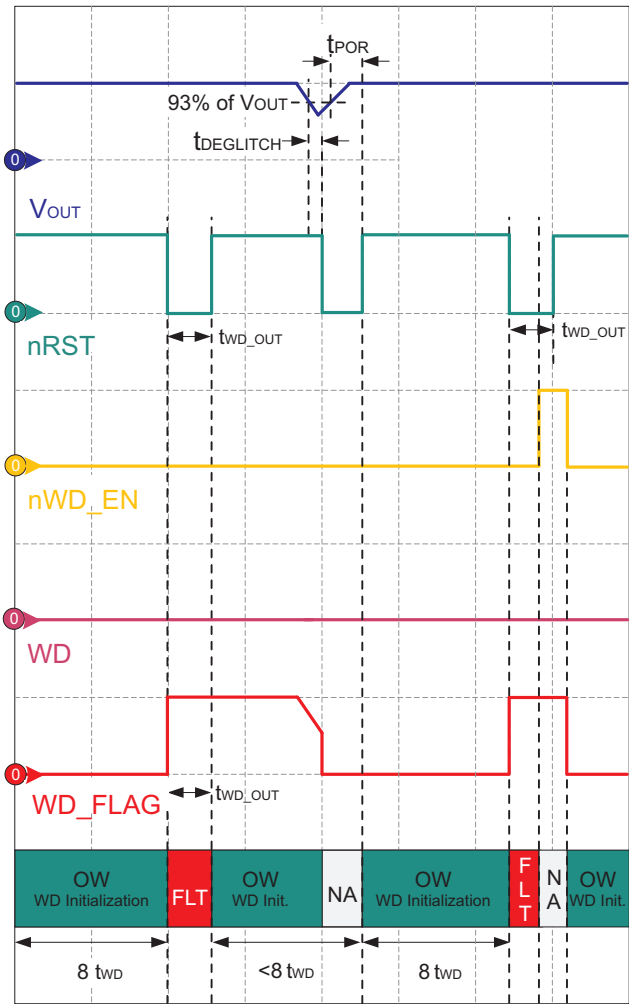 tPOR
93% of VOUT
tDEGLITCH
0
VOUT
0
nRST
tWD_OUT
tWD_OUT
0
nWD_EN
0
WD
0
WD_FLAG
tWD_OUT
OW
WD Initialization
FLT
OW
WD Init.
NA
OW
WD Initialization
F
L
T
N
A
OW
WD Init.
8 tWD
<8 tWD
8 tWD